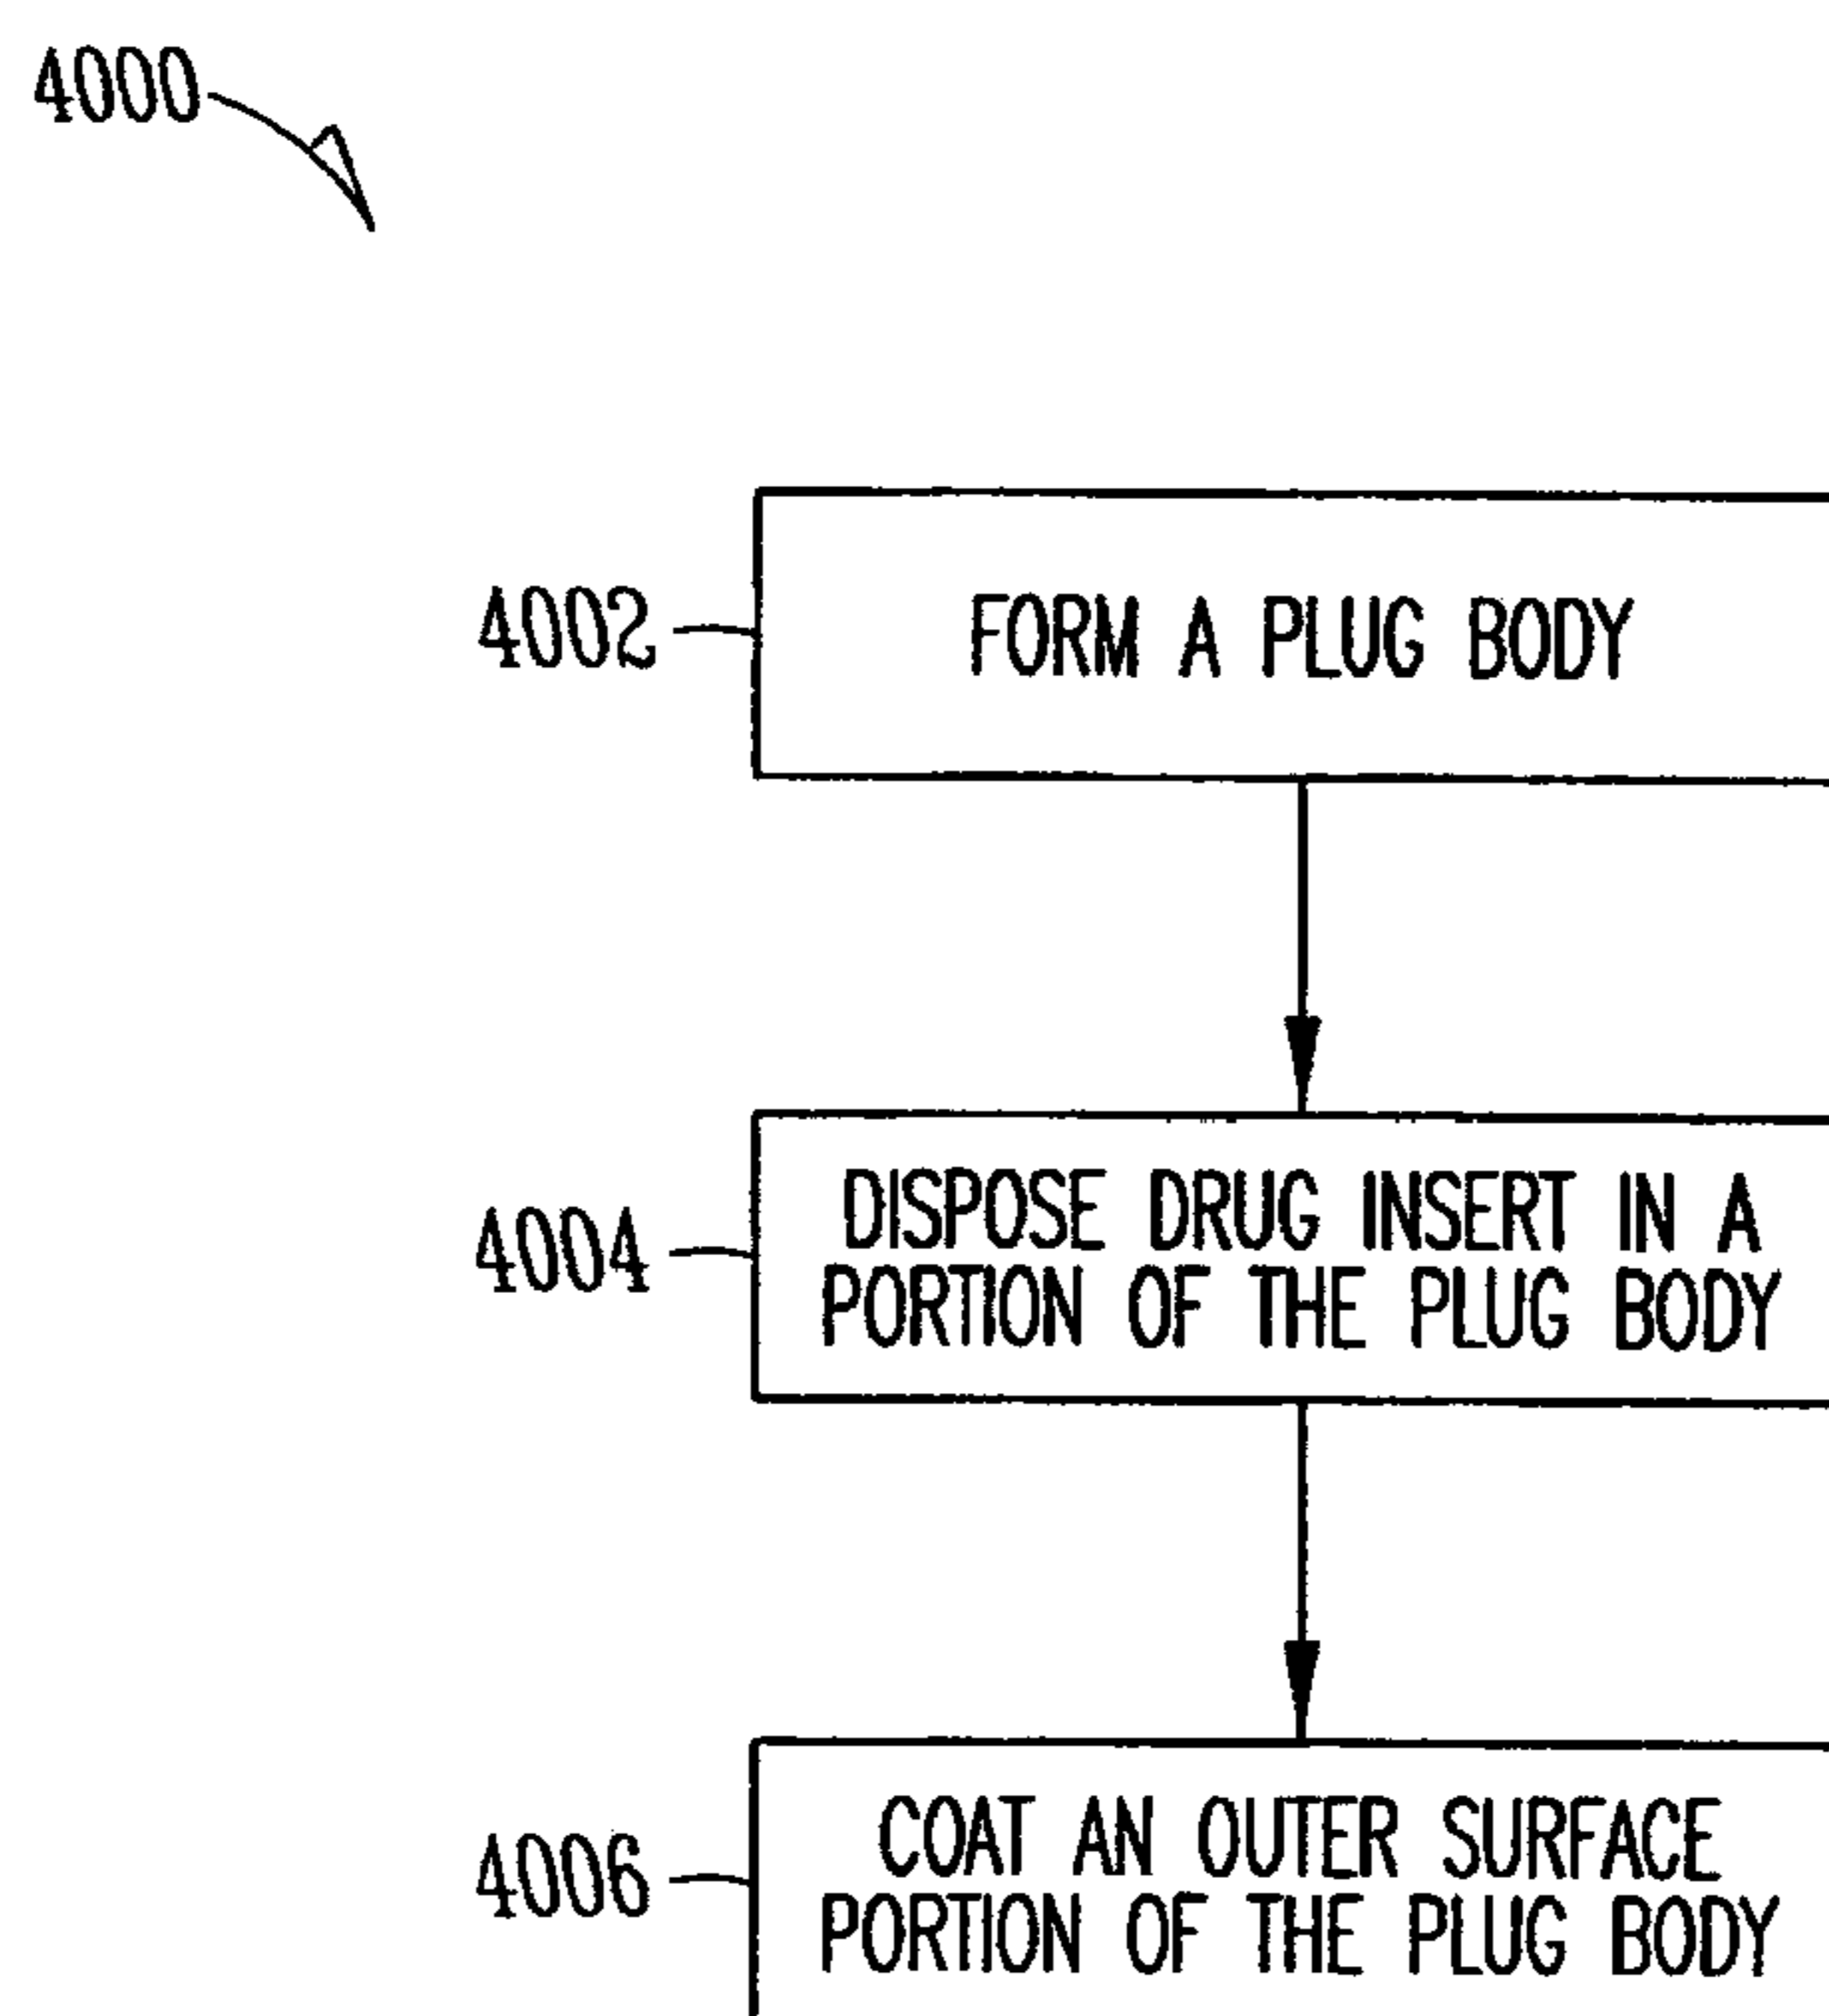 4000
4002
FORM A PLUG BODY
4004
DISPOSE DRUG INSERT IN A
PORTION OF THE PLUG BODY
4006
COAT AN OUTER SURFACE
PORTION OF THE PLUG BODY